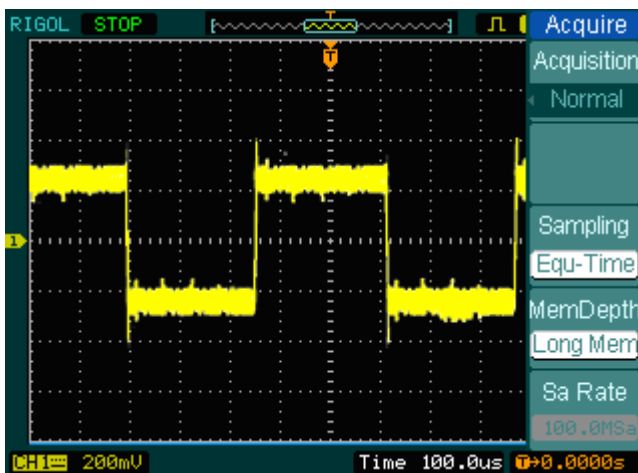 RIGOL STOP T Acquire
T
Acquisition
Normal
1
Sampling
Equ-Time
MemDepth
Long Mem
Sa Rate
100.0MSa
CH1 200mV Time 100.0us T→0.0000s